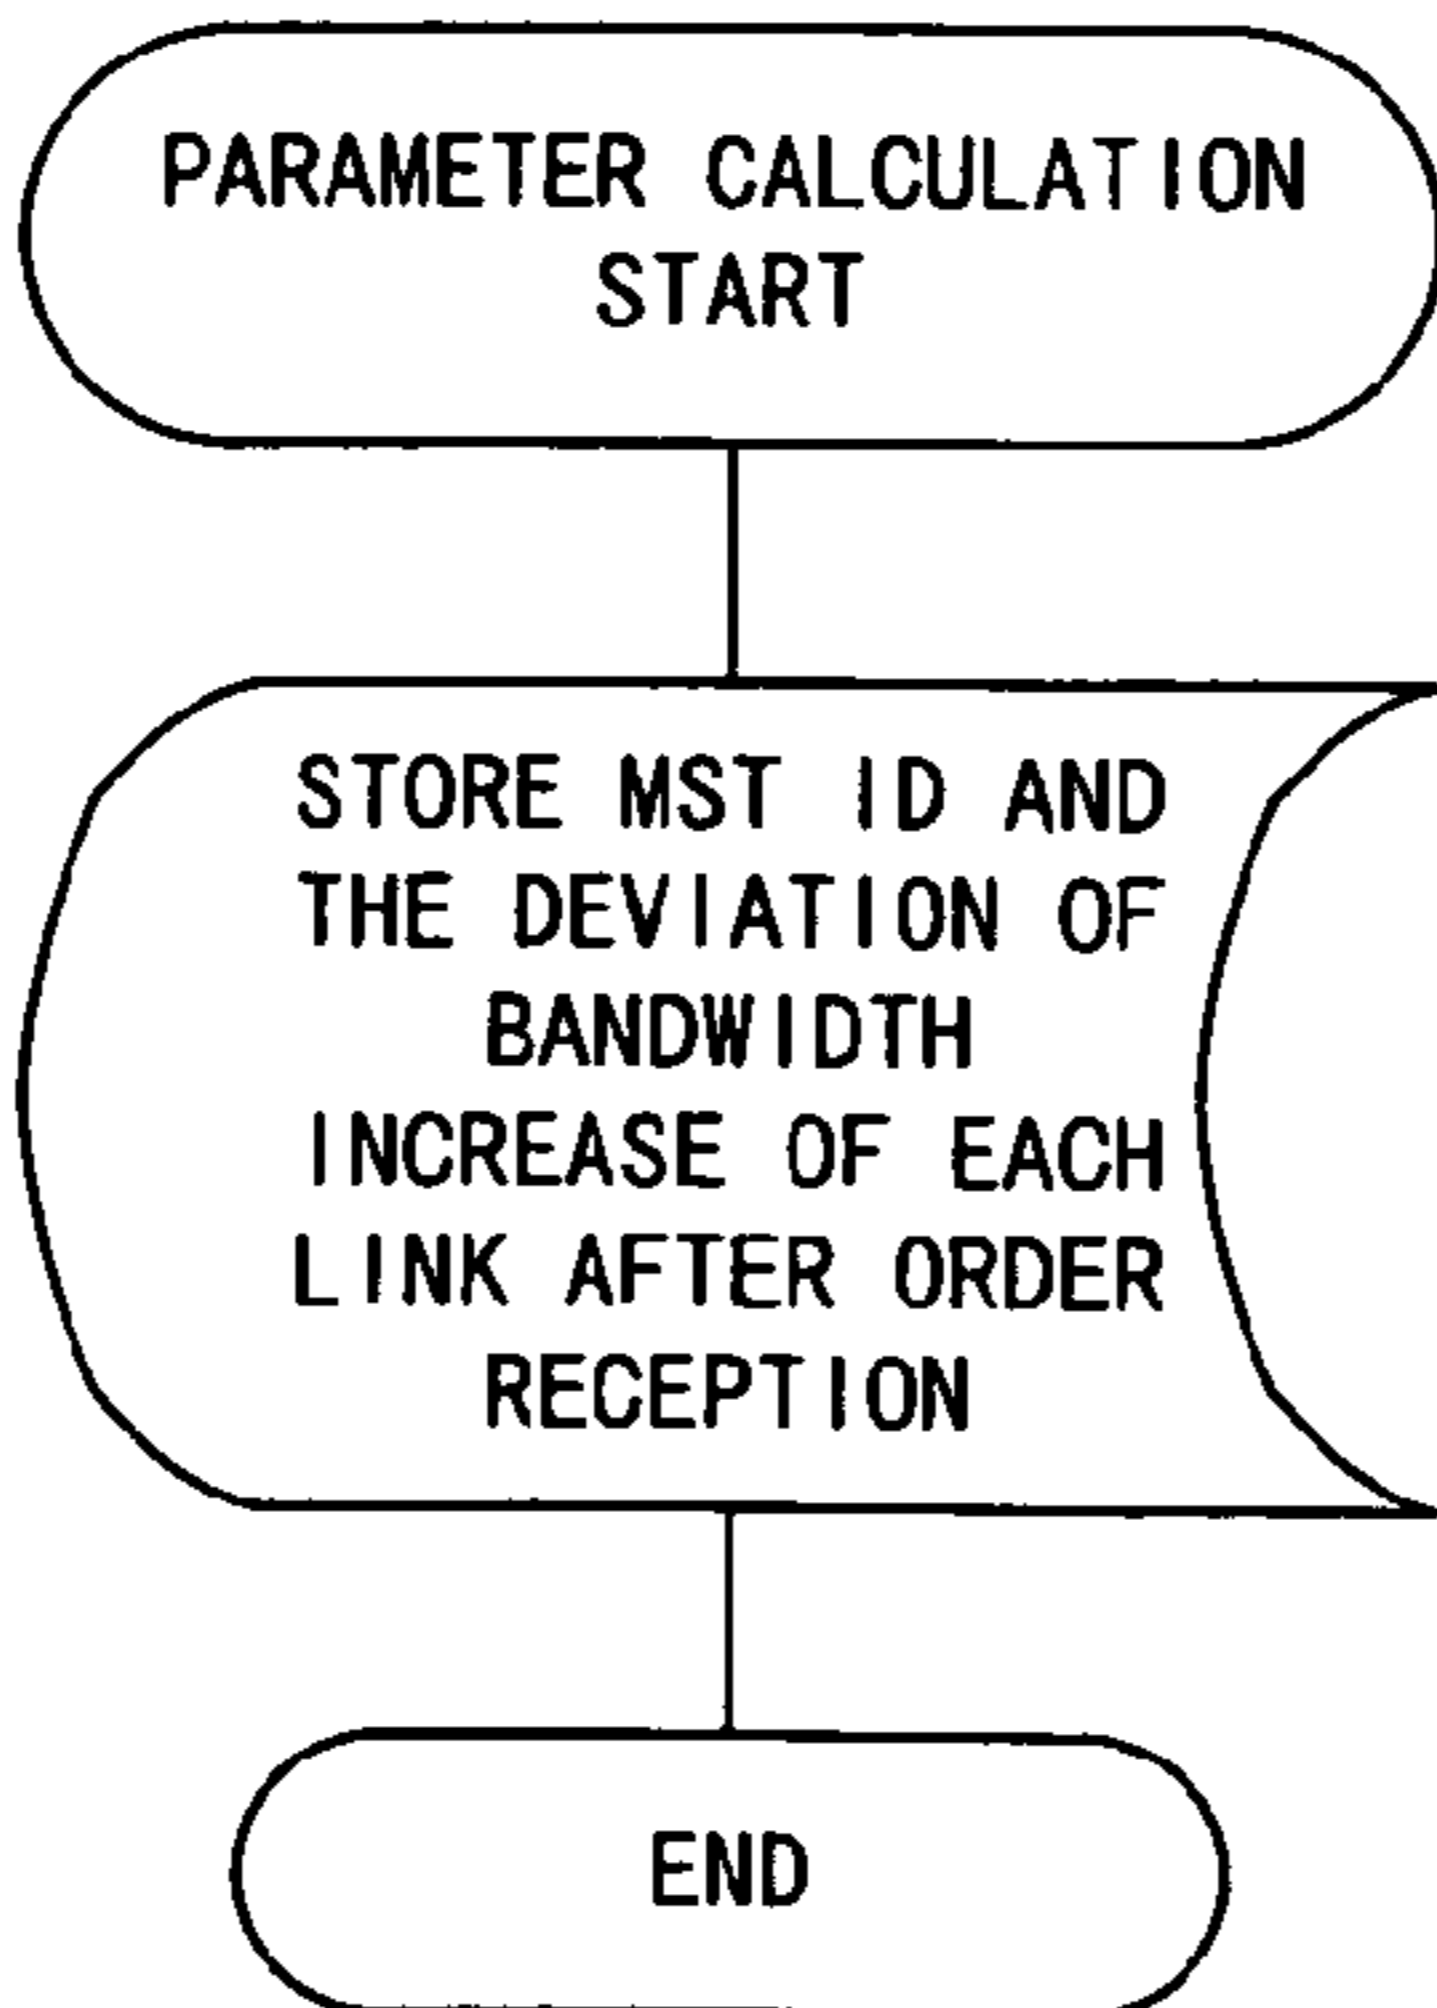 PARAMETER CALCULATION
START
STORE MST ID AND
THE DEVIATION OF
BANDWIDTH
INCREASE OF EACH
LINK AFTER ORDER
RECEPTION
END